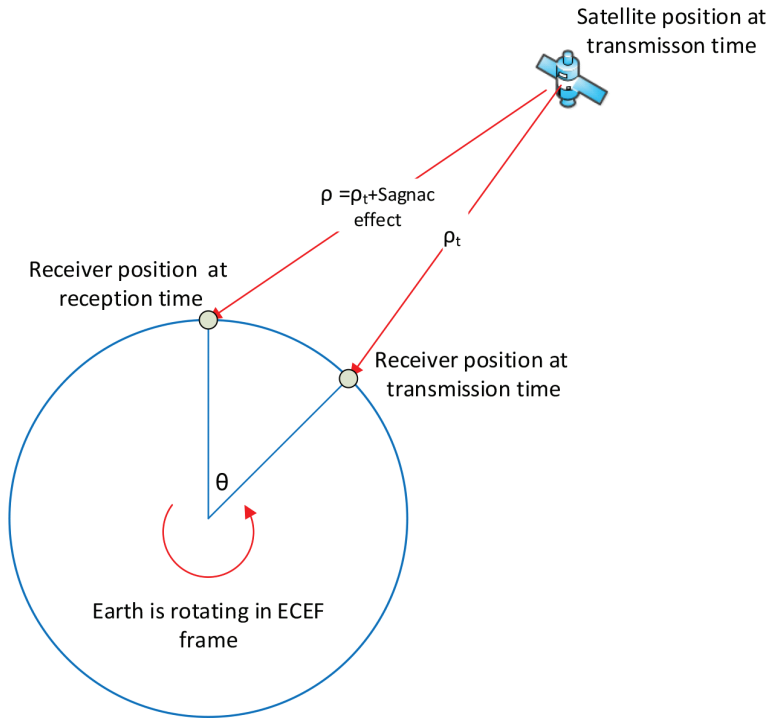 Satellite position at
transmisson time
ρ =ρt+Sagnac
effect
ρt
Receiver position at
reception time
Receiver position at
transmission time
θ
Earth is rotating in ECEF
frame